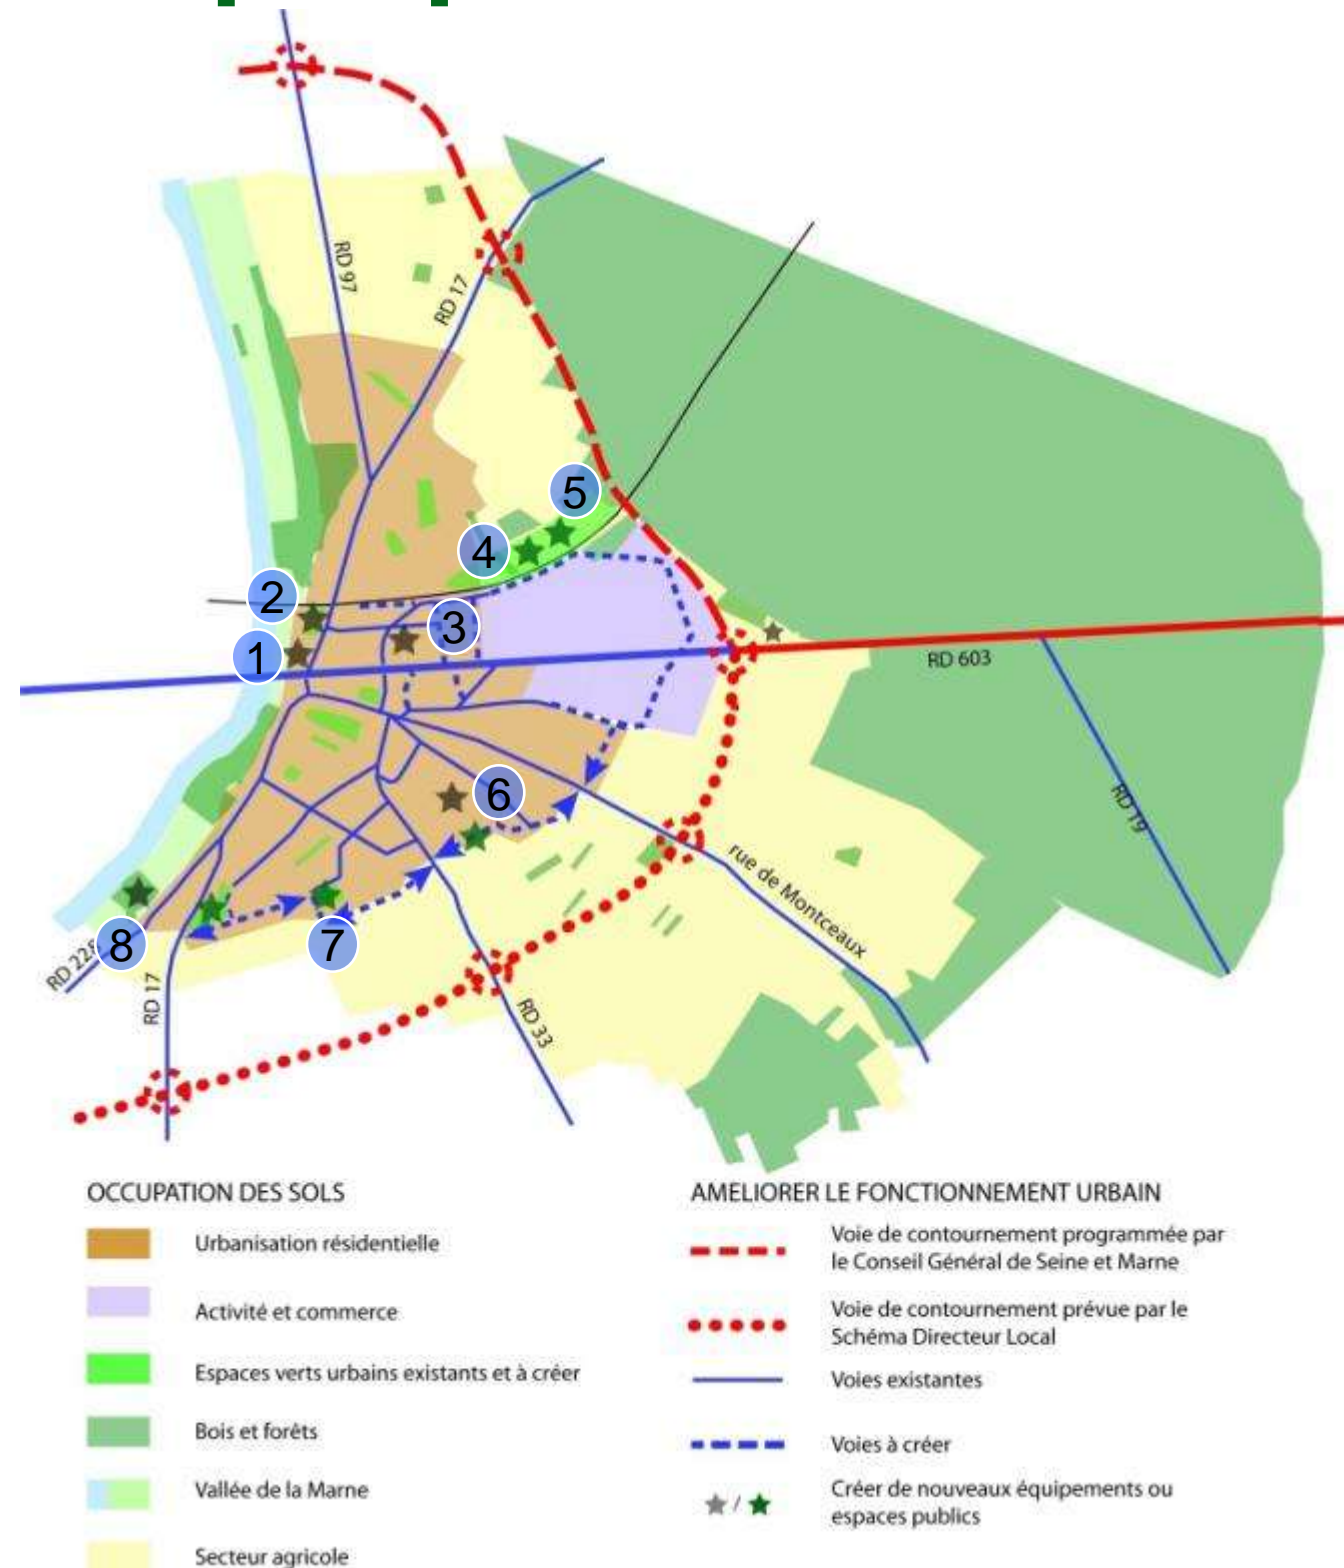 RD 97
RD 17
5
4
2
3
1
RD 603
6
RD 19
rue de Montceaux
8
7
RD 228
RD 17
RD 33
OCCUPATION DES SOLS
Urbanisation résidentielle
Activité et commerce
Espaces verts urbains existants et à créer
Bois et forêts
Vallée de la Marne
Secteur agricole
AMELIORER LE FONCTIONNEMENT URBAIN
Voie de contournement programmée par
le Conseil Général de Seine et Marne
Voie de contournement prévue par le
Schéma Directeur Local
Voies existantes
Voies à créer
/
Créer de nouveaux équipements ou
espaces publics